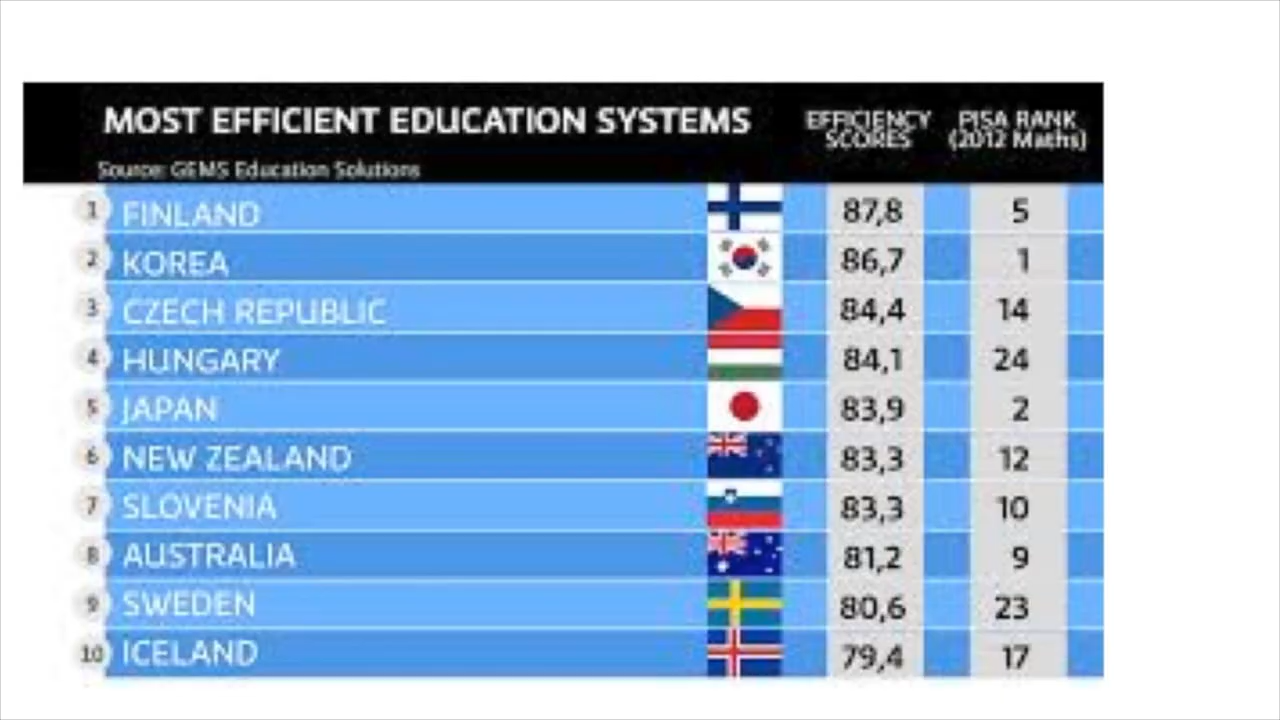 MOST EFFICIENT EDUCATION SYSTEMS
EFFICIENCY SCORES
PISA RANK (2012 Maths)
Source: GEMS Education Solutions
1 FINLAND 87,8 5
2 KOREA 86,7 1
3 CZECH REPUBLIC 84,4 14
4 HUNGARY 84,1 24
5 JAPAN 83,9 2
6 NEW ZEALAND 83,3 12
7 SLOVENIA 83,3 10
8 AUSTRALIA 81,2 9
9 SWEDEN 80,6 23
10 ICELAND 79,4 17